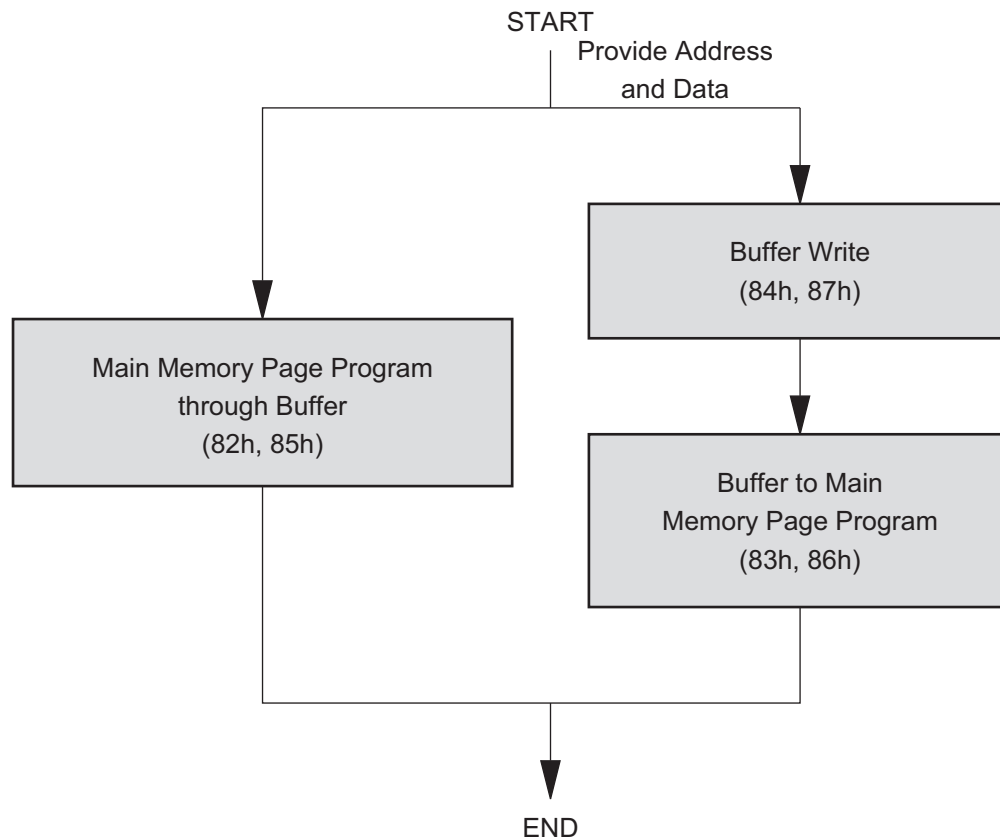 START
Provide Address
and Data
Buffer Write
(84h, 87h)
Main Memory Page Program
through Buffer
(82h, 85h)
Buffer to Main
Memory Page Program
(83h, 86h)
END